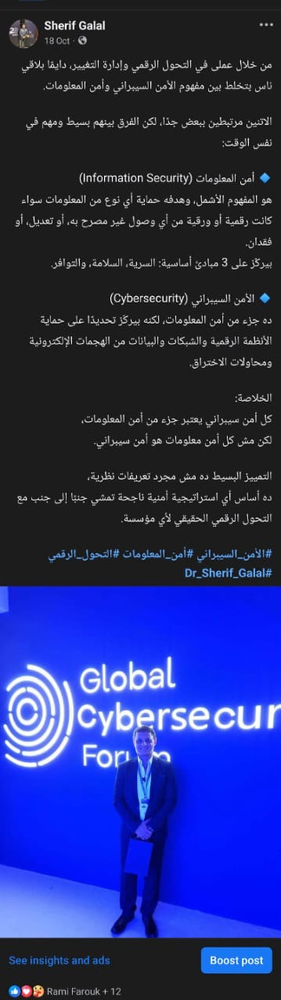 Sherif Galal
18 Oct ·
من خلال عملى في التحول الرقمي وإدارة التغيير، دايمًا بلاقي
ناس بتخلط بين مفهوم الأمن السيبراني وأمن المعلومات.
الاتنين مرتبطين ببعض جدًا، لكن الفرق بينهم بسيط ومهم في
نفس الوقت:
🔷 أمن المعلومات (Information Security)
هو المفهوم الأشمل، وهدفه حماية أي نوع من المعلومات سواء
كانت رقمية أو ورقية من أي وصول غير مصرح به، أو تعديل، أو
فقدان.
بيركّز على 3 مبادئ أساسية: السرية، السلامة، والتوافر.
🔷 الأمن السيبراني (Cybersecurity)
ده جزء من أمن المعلومات، لكنه بيركّز تحديدًا على حماية
الأنظمة الرقمية والشبكات والبيانات من الهجمات الإلكترونية
ومحاولات الاختراق.
الخلاصة:
كل أمن سيبراني يعتبر جزء من أمن المعلومات،
لكن مش كل أمن معلومات هو أمن سيبراني.
التمييز البسيط ده مش مجرد تعريفات نظرية،
ده أساس أي استراتيجية أمنية ناجحة تمشي جنبًا إلى جنب مع
التحول الرقمي الحقيقي لأي مؤسسة.
#الأمن_السيبراني #أمن_المعلومات #التحول_الرقمي
#Dr_Sherif_Galal
Global
Cybersecur
Forum
See insights and ads
Boost post
Rami Farouk + 12